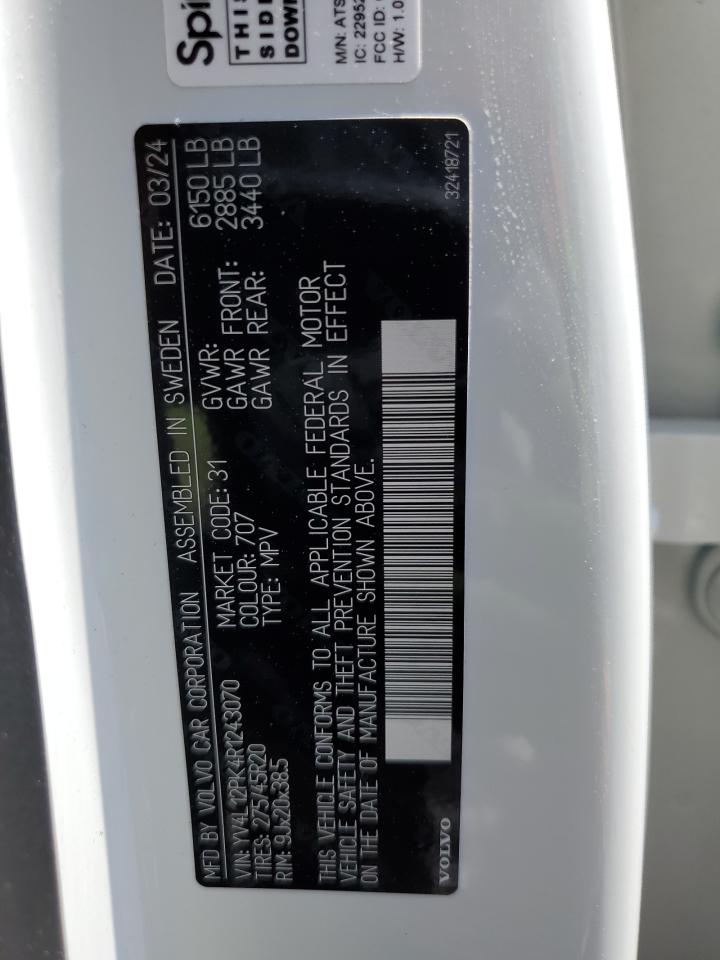 Spi
THIS
SIDE
DOWN
M/N: ATS
IC: 2295
FCC ID:
H/W: 1.0
MFD BY VOLVO CAR CORPORATION ASSEMBLED IN SWEDEN DATE: 03/24
VIN: YV4L12PK4R1243070 MARKET CODE: 31 GVWR: 6150 LB
TIRES: 275/45R20 COLOUR: 707 GAWR FRONT: 2885 LB
RIM: 9Jx20x38.5 TYPE: MPV GAWR REAR: 3440 LB
THIS VEHICLE CONFORMS TO ALL APPLICABLE FEDERAL MOTOR
VEHICLE SAFETY AND THEFT PREVENTION STANDARDS IN EFFECT
ON THE DATE OF MANUFACTURE SHOWN ABOVE.
VOLVO 32418721